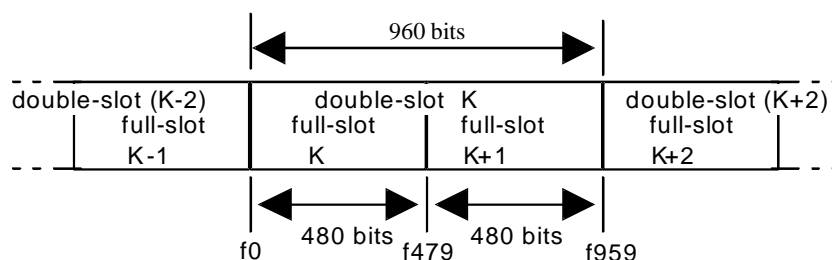 960 bits
double-slot (K-2) double-slot K double-slot (K+2)
full-slot full-slot full-slot full-slot
K-1 K K+1 K+2
480 bits 480 bits
f0 f479 f959